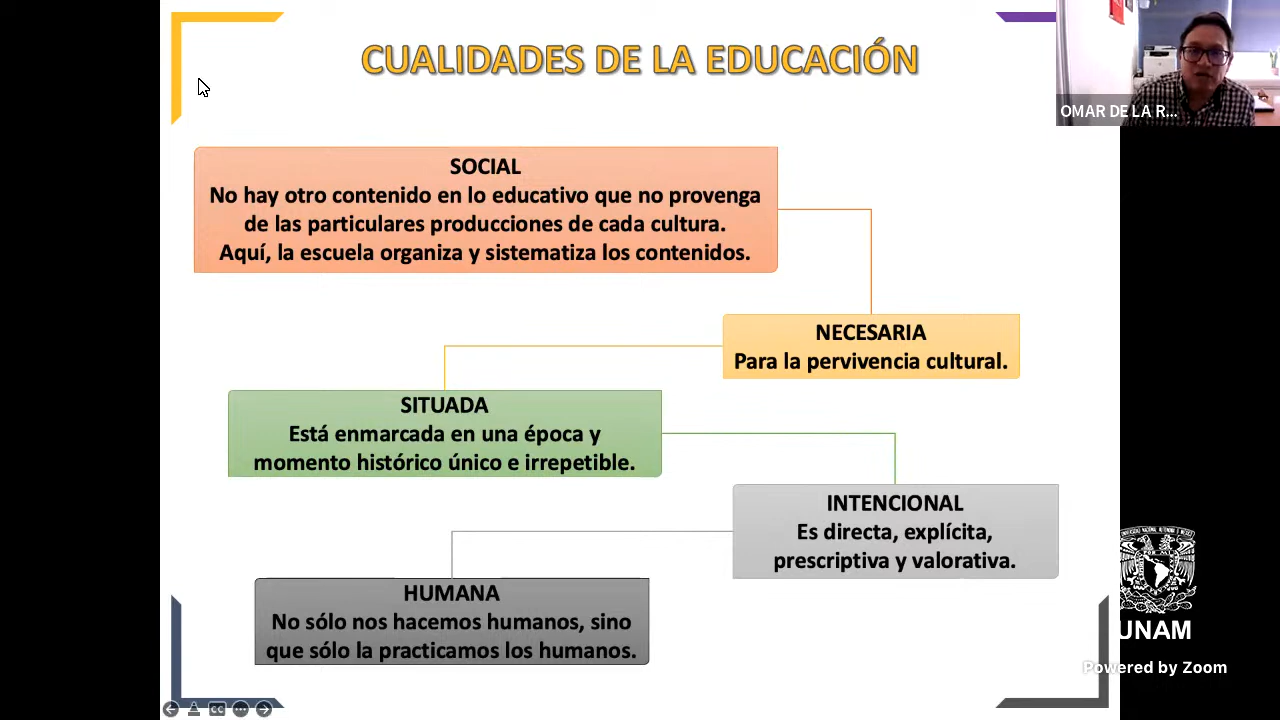 CUALIDADES DE LA EDUCACIÓN
OMAR DE LA R...
SOCIAL
No hay otro contenido en lo educativo que no provenga
de las particulares producciones de cada cultura.
Aquí, la escuela organiza y sistematiza los contenidos.
NECESARIA
Para la pervivencia cultural.
SITUADA
Está enmarcada en una época y
momento histórico único e irrepetible.
INTENCIONAL
Es directa, explícita,
prescriptiva y valorativa.
HUMANA
No sólo nos hacemos humanos, sino
que sólo la practicamos los humanos.
UNAM
Powered by Zoom
CC